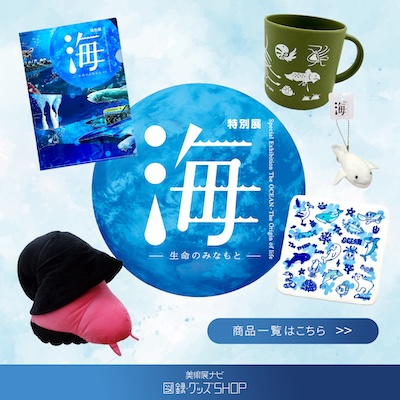 特別展
海
特別展
海
生命のみなもと
Special Exhibition The OCEAN -The Origin of life
海
OCEAN
商品一覧はこちら >>
美術展ナビ
図録・グッズSHOP